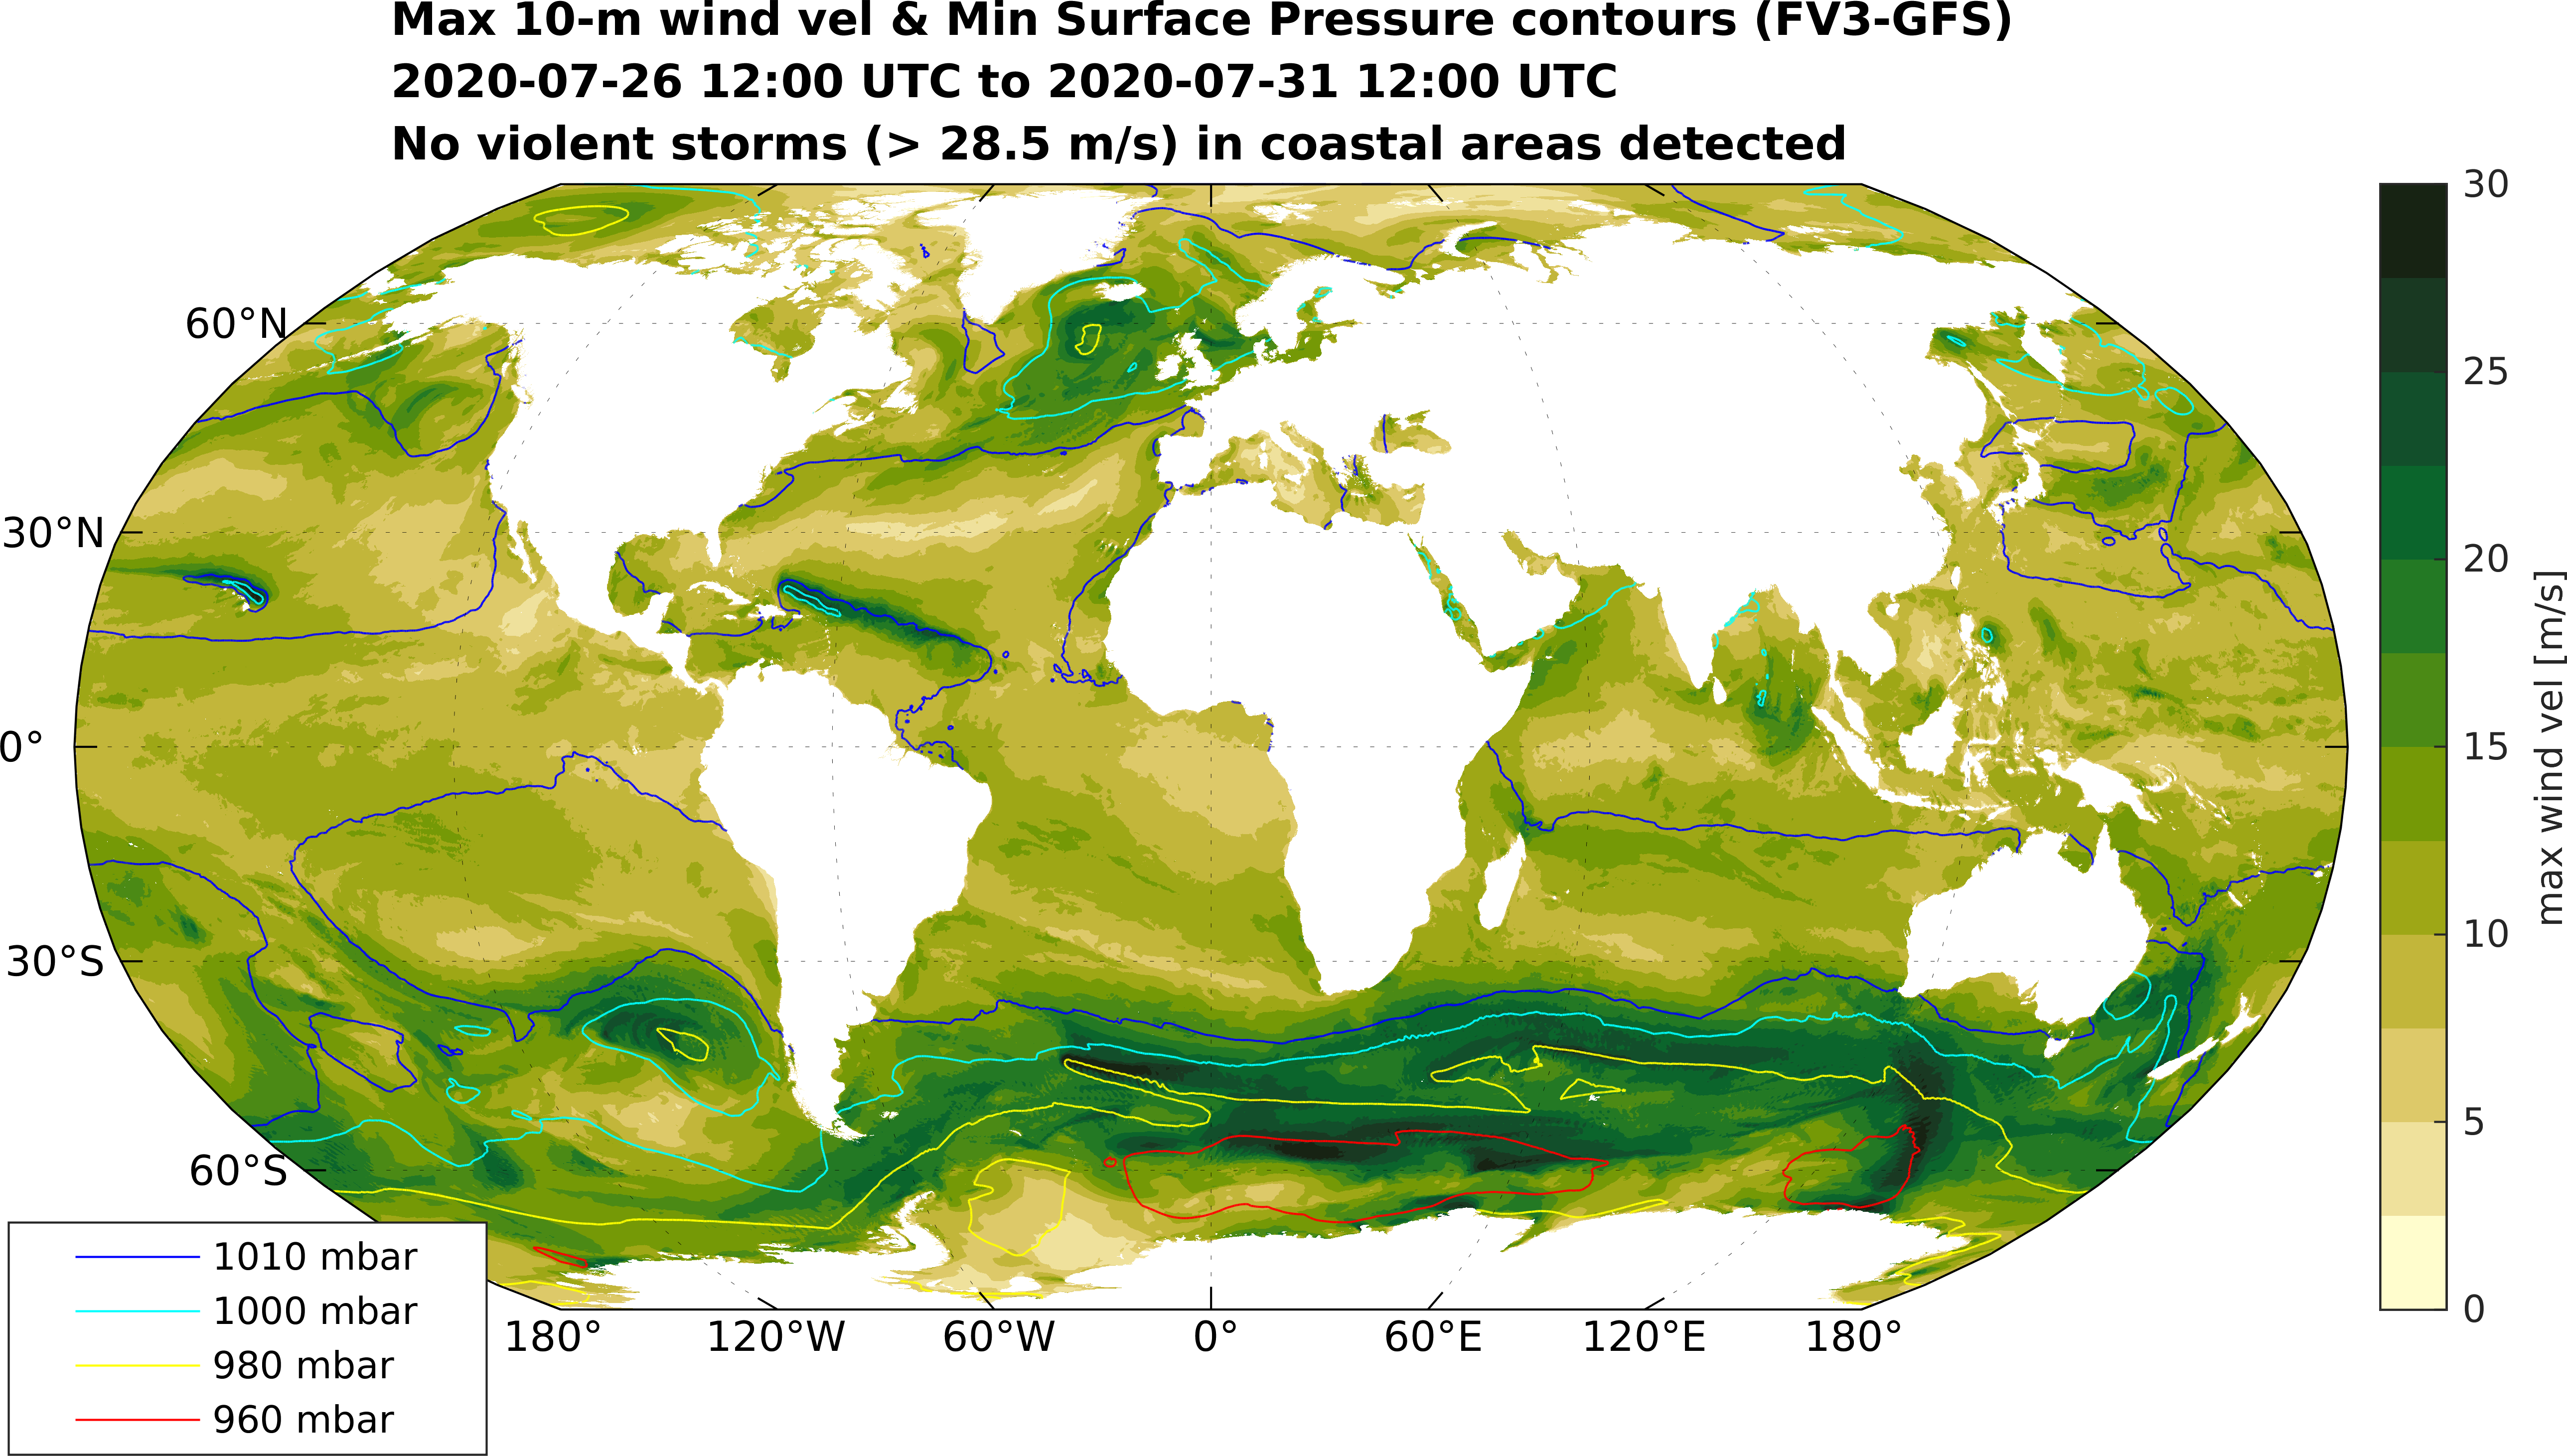 Max 10-m wind vel & Min Surface Pressure contours (FV3-GFS)
2020-07-26 12:00 UTC to 2020-07-31 12:00 UTC
No violent storms (> 28.5 m/s) in coastal areas detected
60°N
30°N
0°
30°S
60°S
180°
120°W
60°W
0°
60°E
120°E
180°
1010 mbar
1000 mbar
980 mbar
960 mbar
30
25
20
15
10
5
0
max wind vel [m/s]